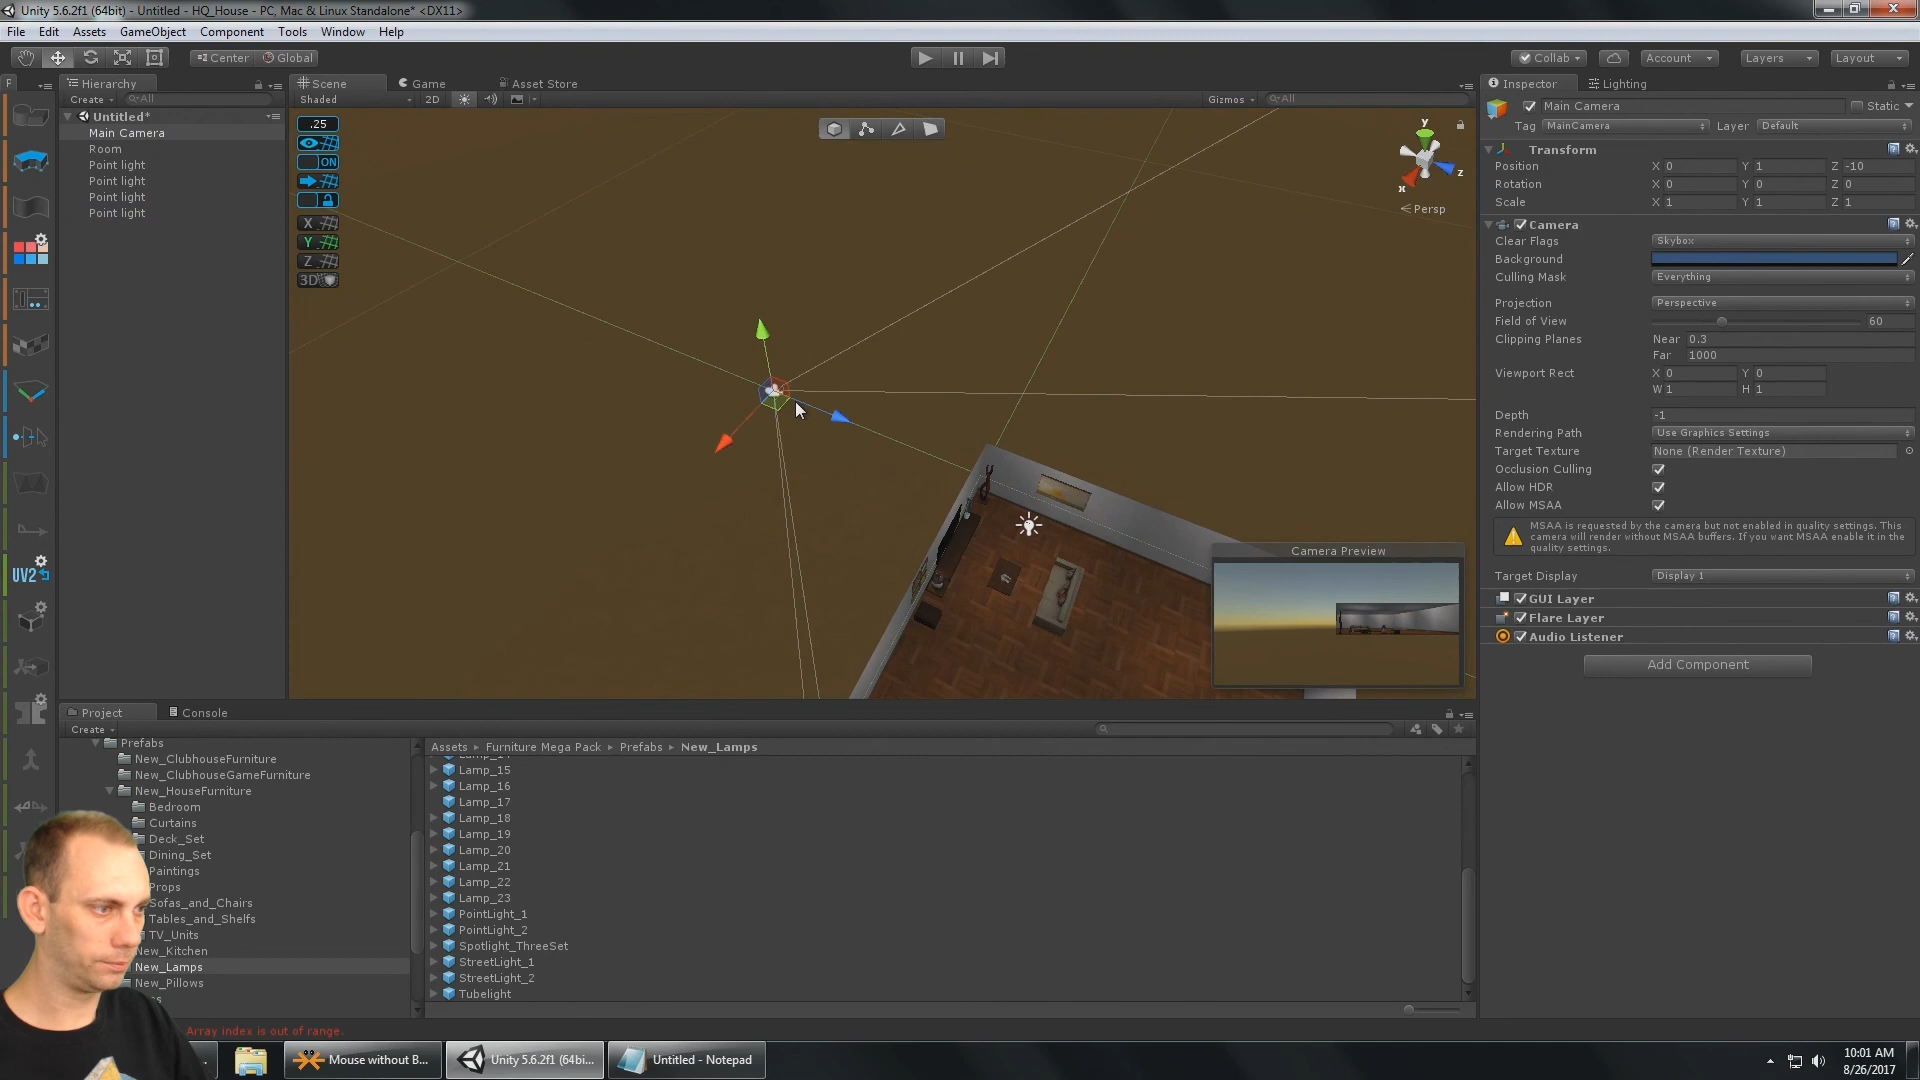 Unity 5.6.2f1 (64bit) - Untitled - HQ_House - PC, Mac & Linux Standalone* <DX11>
File Edit Assets GameObject Component Tools Window Help
Center Global Collab Account Layers Layout
Hierarchy
Create All
Untitled*
Main Camera
Room
Point light
Point light
Point light
Point light
Scene Game Asset Store
Shaded 2D Gizmos All
.25
ON
X
Y
Z
3D
y
x
z
Persp
UV2
Camera Preview
Inspector Lighting
Main Camera Static
Tag MainCamera Layer Default
Transform
Position X 0 Y 1 Z -10
Rotation X 0 Y 0 Z 0
Scale X 1 Y 1 Z 1
Camera
Clear Flags Skybox
Background
Culling Mask Everything
Projection Perspective
Field of View 60
Clipping Planes Near 0.3
Far 1000
Viewport Rect X 0 Y 0
W 1 H 1
Depth -1
Rendering Path Use Graphics Settings
Target Texture None (Render Texture)
Occlusion Culling
Allow HDR
Allow MSAA
MSAA is requested by the camera but not enabled in quality settings. This
camera will render without MSAA buffers. If you want MSAA enable it in the
quality settings.
Target Display Display 1
GUI Layer
Flare Layer
Audio Listener
Add Component
Project Console
Create
Prefabs
New_ClubhouseFurniture
New_ClubhouseGameFurniture
New_HouseFurniture
Bedroom
Curtains
Deck_Set
Dining_Set
Paintings
Props
Sofas_and_Chairs
Tables_and_Shelfs
TV_Units
New_Kitchen
New_Lamps
New_Pillows
Assets Furniture Mega Pack Prefabs New_Lamps
Lamp_14
Lamp_15
Lamp_16
Lamp_17
Lamp_18
Lamp_19
Lamp_20
Lamp_21
Lamp_22
Lamp_23
PointLight_1
PointLight_2
Spotlight_ThreeSet
StreetLight_1
StreetLight_2
Tubelight
Array index is out of range.
Mouse without B... Unity 5.6.2f1 (64bi... Untitled - Notepad
10:01 AM
8/26/2017